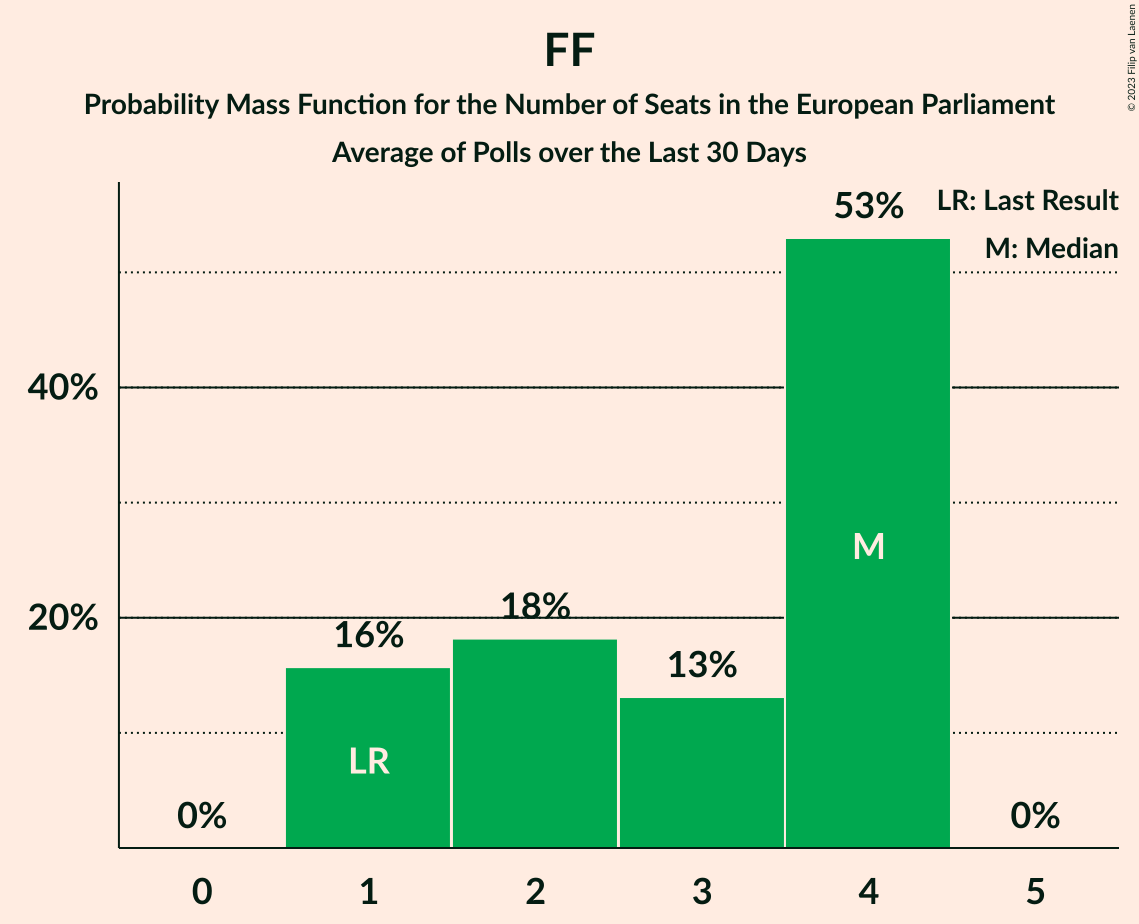 FF
Probability Mass Function for the Number of Seats in the European Parliament
Average of Polls over the Last 30 Days
© 2023 Filip van Laenen
LR: Last Result
M: Median
53%
40%
M
20%
18%
16%
13%
LR
0%
0%
0 1 2 3 4 5